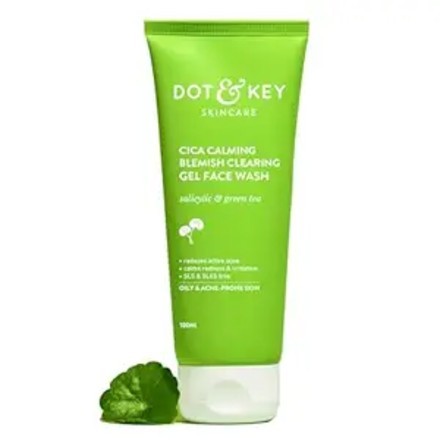 DOT & KEY
SKINCARE
CICA CALMING
BLEMISH CLEARING
GEL FACE WASH
salicylic & green tea
• reduces active acne
• calms redness & irritation
• SLS & SLES free
OILY & ACNE-PRONE SKIN
100ml